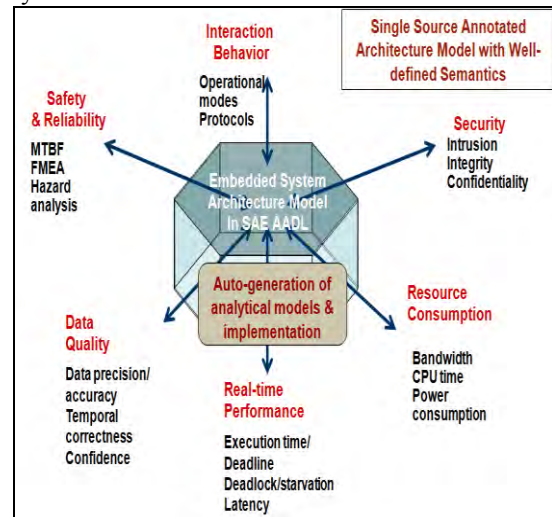 Interaction
Behavior
Operational
modes
Protocols
Single Source Annotated
Architecture Model with Well-
defined Semantics
Safety
& Reliability
MTBF
FMEA
Hazard
analysis
Security
Intrusion
Integrity
Confidentiality
Embedded System
Architecture Model
In SAE AADL
Auto-generation of
analytical models &
implementation
Data
Quality
Data precision/
accuracy
Temporal
correctness
Confidence
Real-time
Performance
Execution time/
Deadline
Deadlock/starvation
Latency
Resource
Consumption
Bandwidth
CPU time
Power
consumption